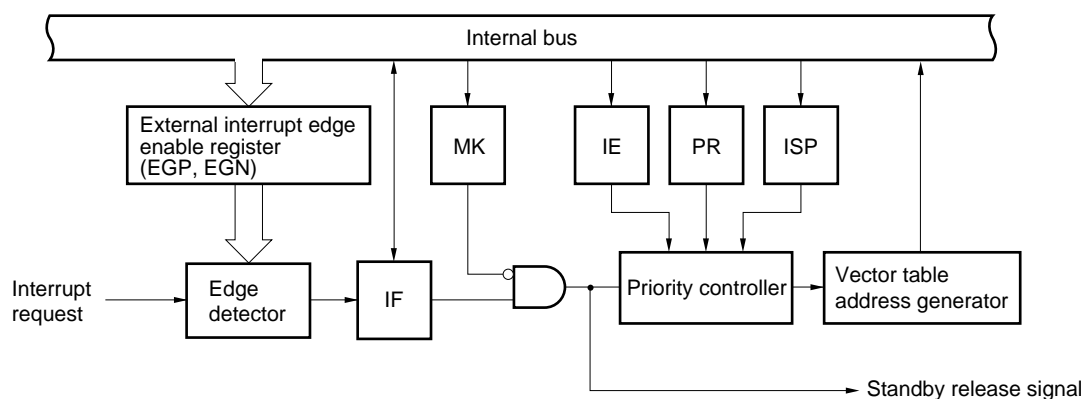 Internal bus
External interrupt edge
enable register
(EGP, EGN)
MK
IE
PR
ISP
Interrupt
request
Edge
detector
IF
Priority controller
Vector table
address generator
Standby release signal